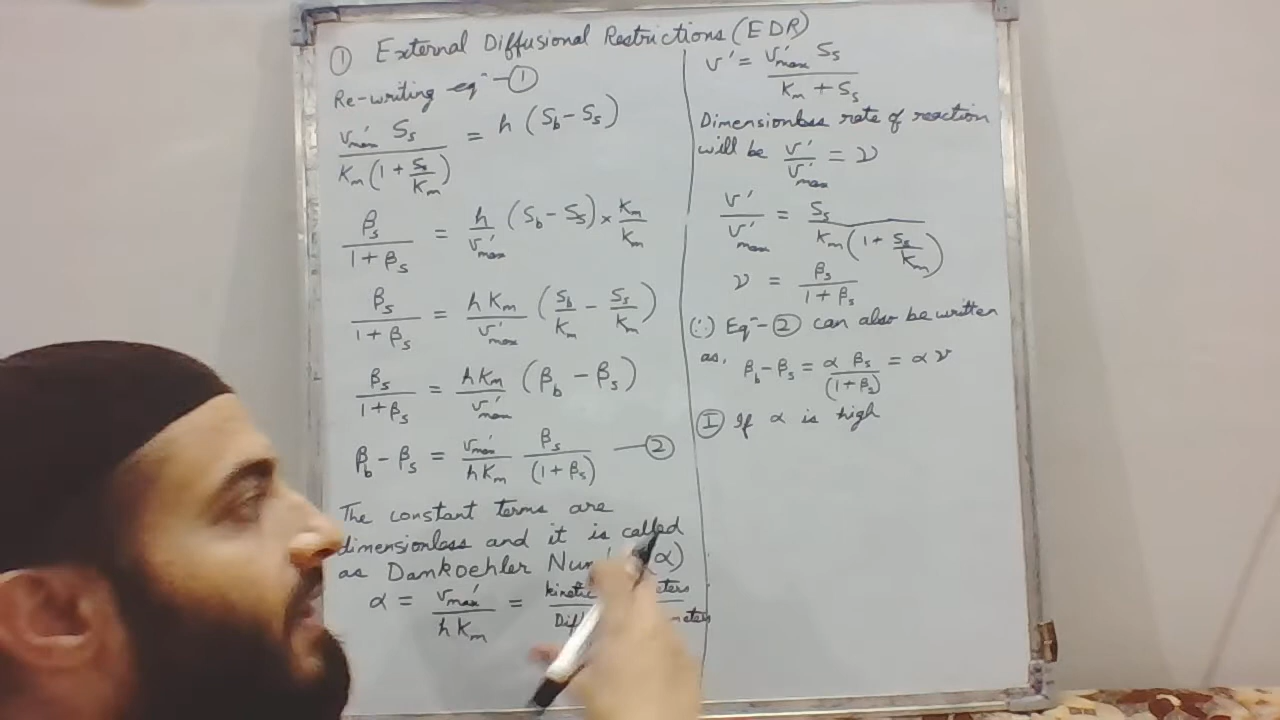 ① External Diffusional Restrictions (EDR)
Re-writing eqⁿ - ①
v'max Ss / Km (1 + Ss/Km) = h (Sb - Ss)
βs / 1 + βs = h / v'max (Sb - Ss) × Km / Km
βs / 1 + βs = h Km / v'max (Sb/Km - Ss/Km)
βs / 1 + βs = h Km / v'max (βb - βs)
βb - βs = v'max / h Km βs / (1 + βs) — ②
The constant terms are
dimensionless and it is called
as Damkoehler (α)
α = v'max / h Km =
v' = v'max Ss / Km + Ss
Dimensionless rate of reaction
will be v' / v'max = ν
v' / v'max = Ss / Km (1 + Ss/Km)
ν = βs / 1 + βs
(∴) Eqⁿ - ② can also be written
as, βb - βs = α βs / (1 + βs) = α ν
Ⓘ If α is high